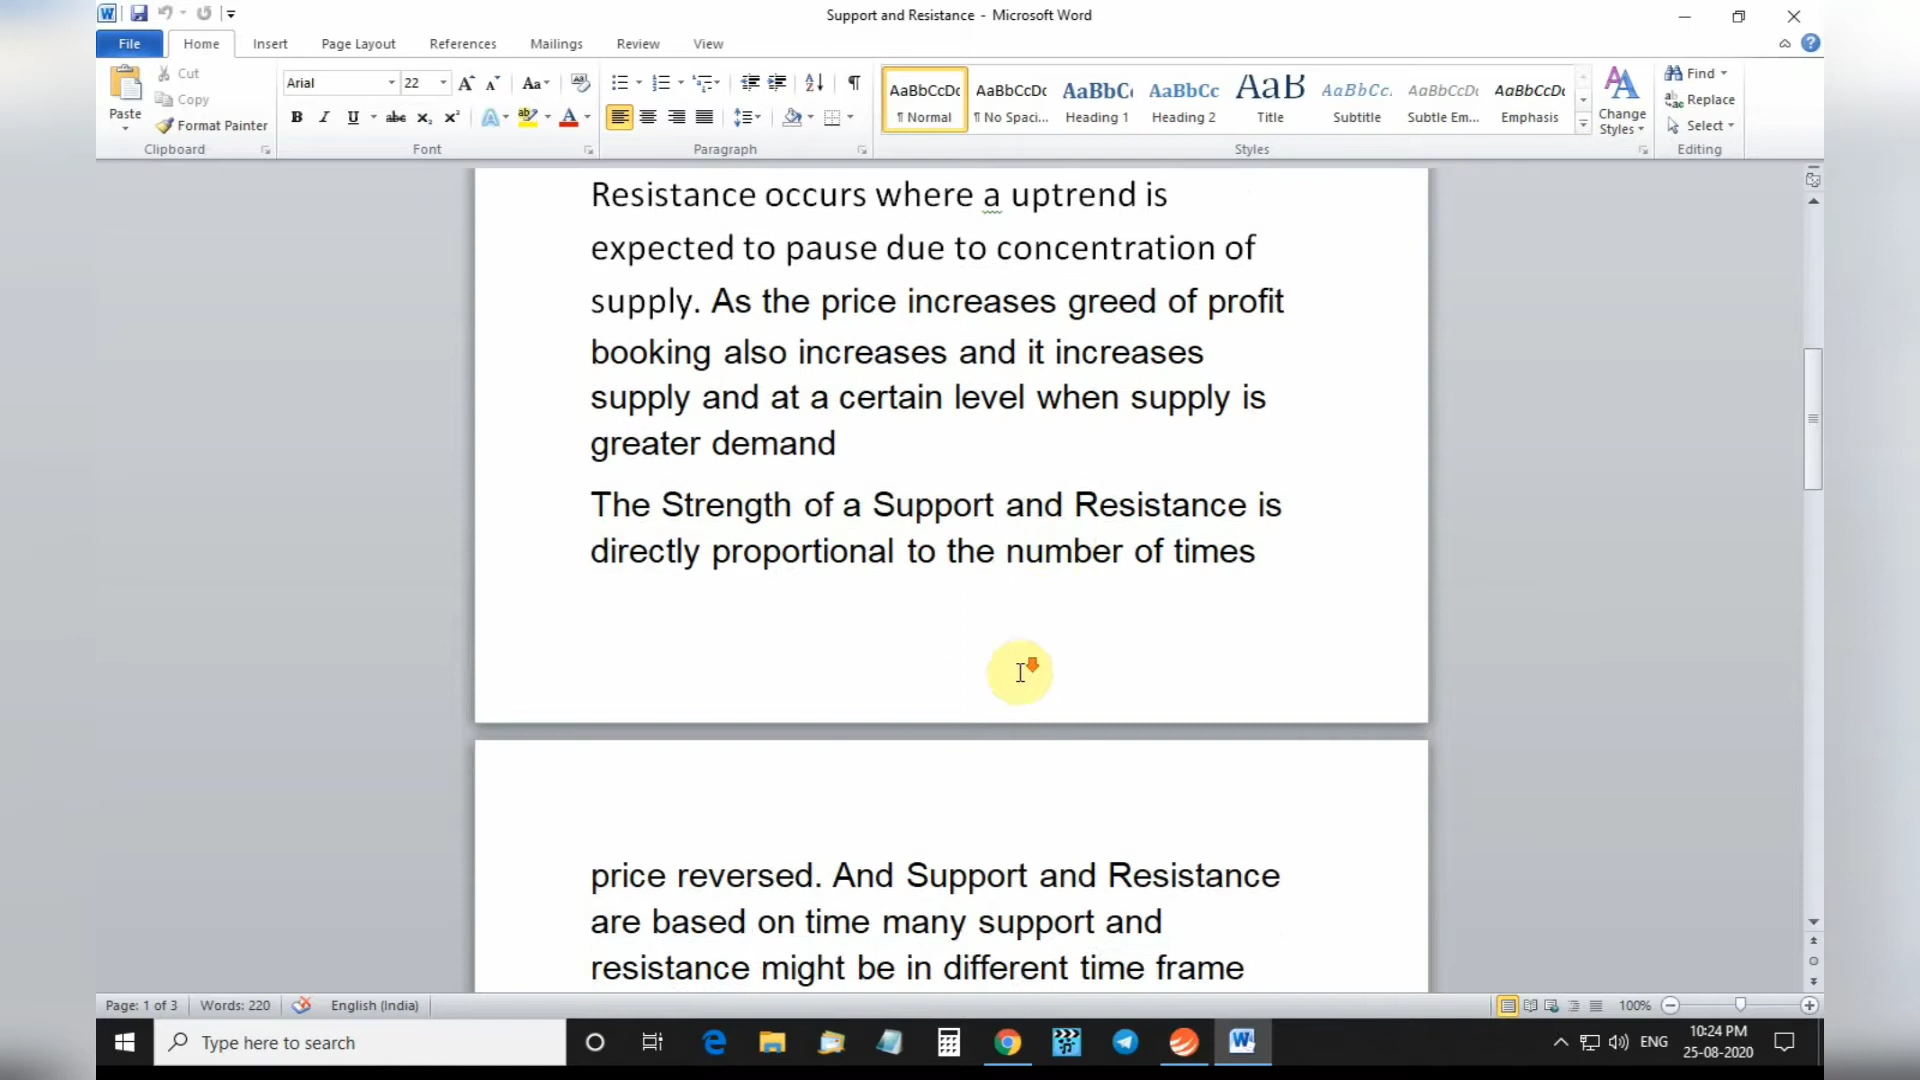 Support and Resistance - Microsoft Word
File Home Insert Page Layout References Mailings Review View
Paste
Cut
Copy
Format Painter
Clipboard
Arial 22
Font
Paragraph
AaBbCcDc AaBbCcDc AaBbC AaBbCc AaB AaBbCc. AaBbCcDc AaBbCcDc
¶ Normal ¶ No Spaci... Heading 1 Heading 2 Title Subtitle Subtle Em... Emphasis
Styles
Change Styles
Find
Replace
Select
Editing
Resistance occurs where a uptrend is
expected to pause due to concentration of
supply. As the price increases greed of profit
booking also increases and it increases
supply and at a certain level when supply is
greater demand
The Strength of a Support and Resistance is
directly proportional to the number of times
price reversed. And Support and Resistance
are based on time many support and
resistance might be in different time frame
Page: 1 of 3 Words: 220 English (India) 100%
Type here to search
ENG
10:24 PM
25-08-2020